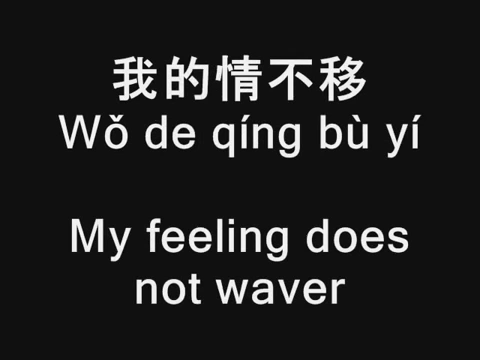 我的情不移
Wǒ de qíng bù yí
My feeling does
not waver